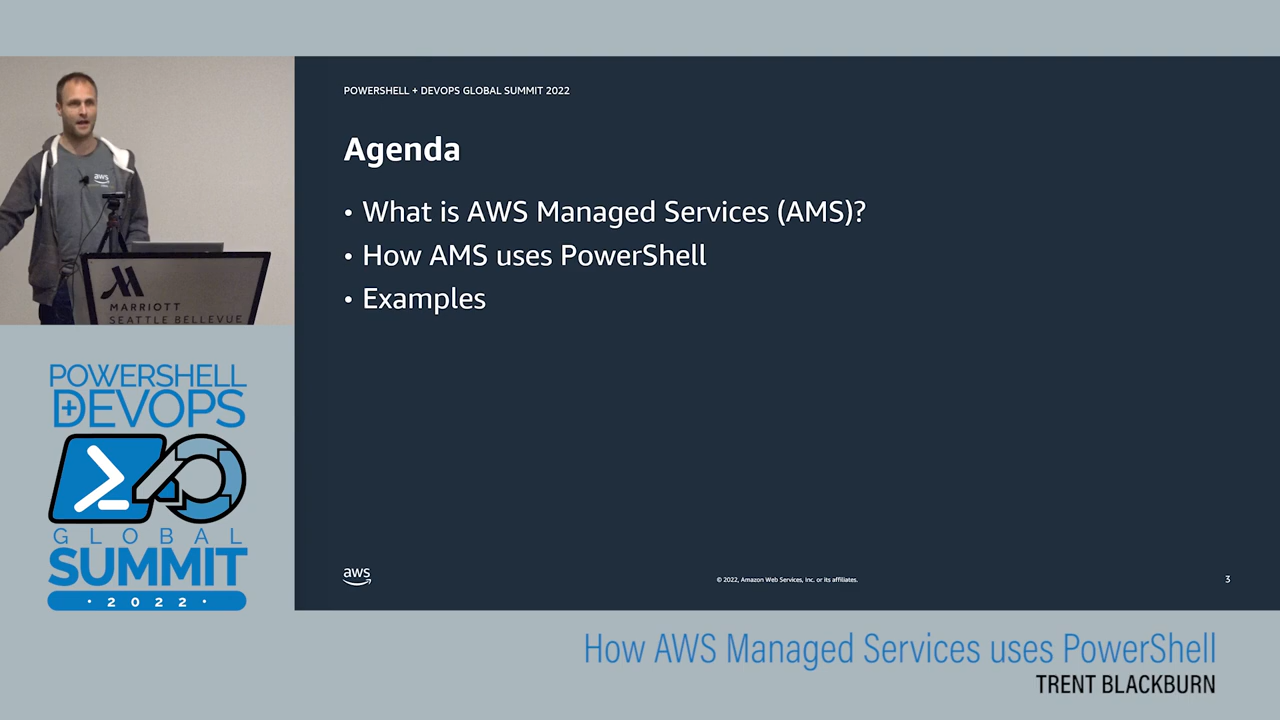 POWERSHELL + DEVOPS GLOBAL SUMMIT 2022
Agenda
• What is AWS Managed Services (AMS)?
• How AMS uses PowerShell
• Examples
aws
© 2022, Amazon Web Services, Inc. or its affiliates.
3
aws
MARRIOTT
SEATTLE BELLEVUE
POWERSHELL
+DEVOPS
GLOBAL
SUMMIT
· 2022 ·
How AWS Managed Services uses PowerShell
TRENT BLACKBURN